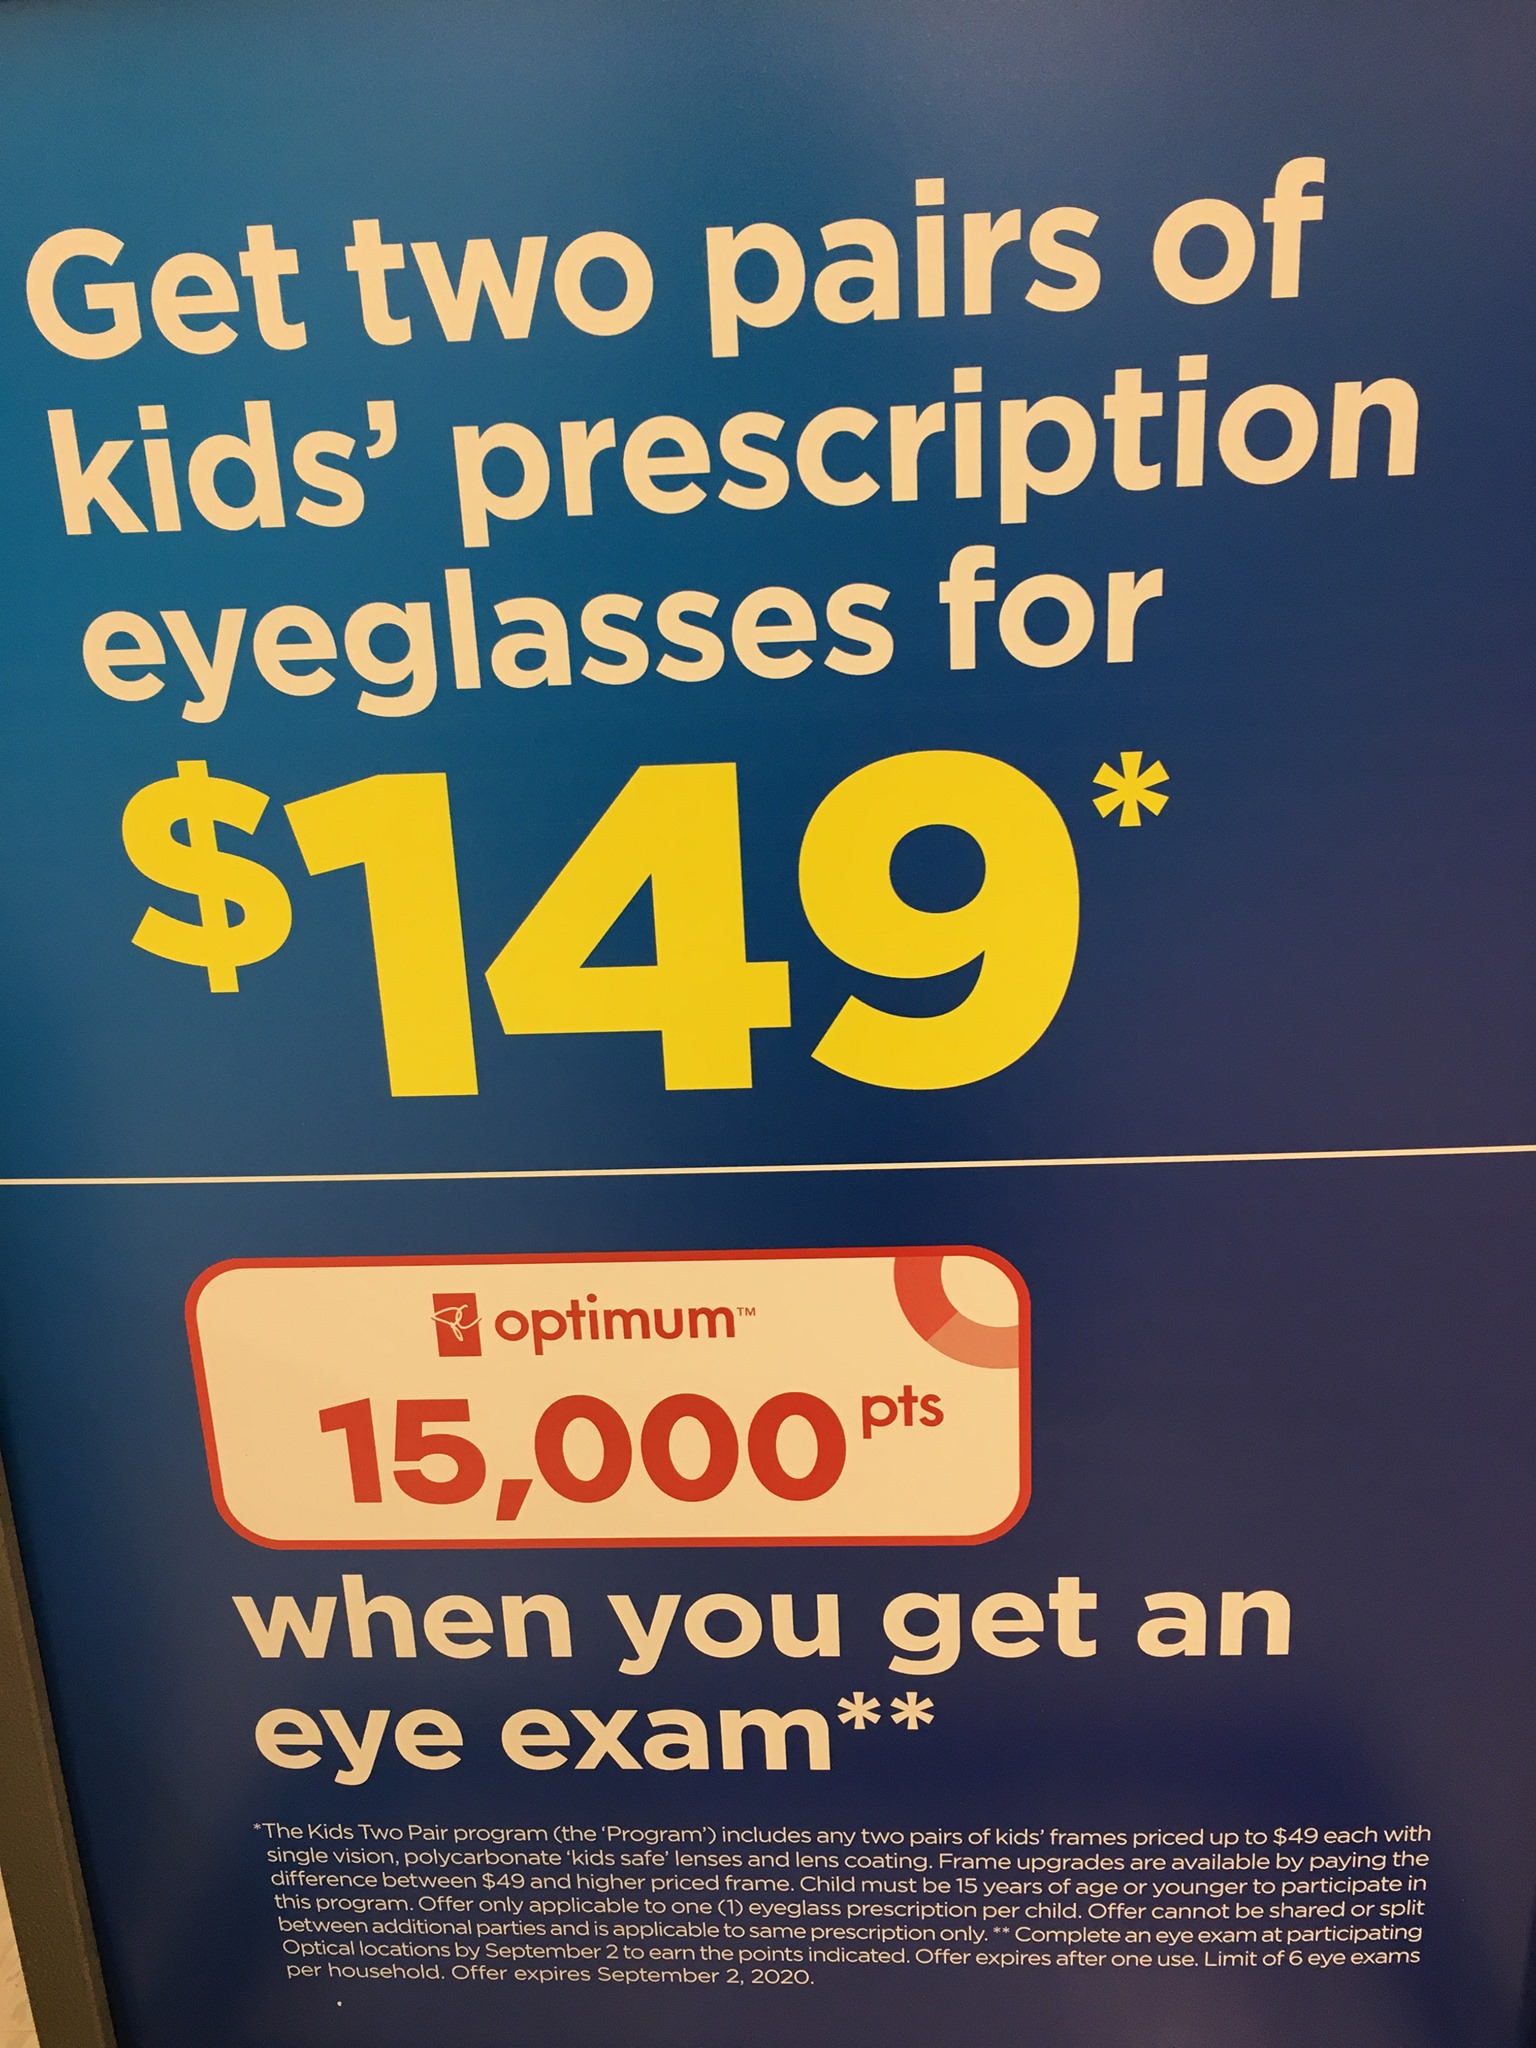 Get two pairs of
kids’ prescription
eyeglasses for
$149*
optimum™
15,000 pts
when you get an
eye exam**
*The Kids Two Pair program (the ‘Program’) includes any two pairs of kids’ frames priced up to $49 each with
single vision, polycarbonate ‘kids safe’ lenses and lens coating. Frame upgrades are available by paying the
difference between $49 and higher priced frame. Child must be 15 years of age or younger to participate in
this program. Offer only applicable to one (1) eyeglass prescription per child. Offer cannot be shared or split
between additional parties and is applicable to same prescription only. ** Complete an eye exam at participating
Optical locations by September 2 to earn the points indicated. Offer expires after one use. Limit of 6 eye exams
per household. Offer expires September 2, 2020.